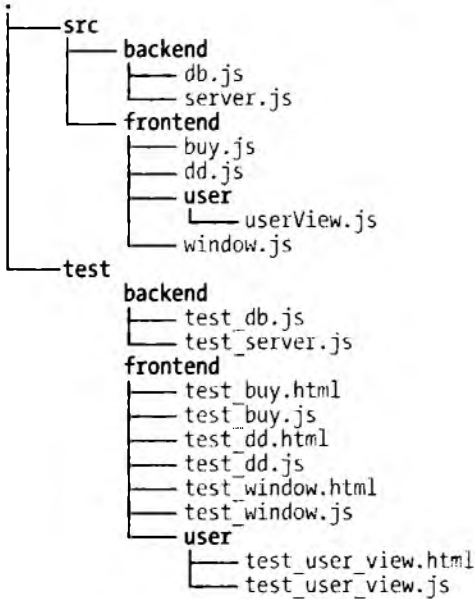 .
src
backend
db.js
server.js
frontend
buy.js
dd.js
user
userView.js
window.js
test
backend
test_db.js
test_server.js
frontend
test_buy.html
test_buy.js
test_dd.html
test_dd.js
test_window.html
test_window.js
user
test_user_view.html
test_user_view.js